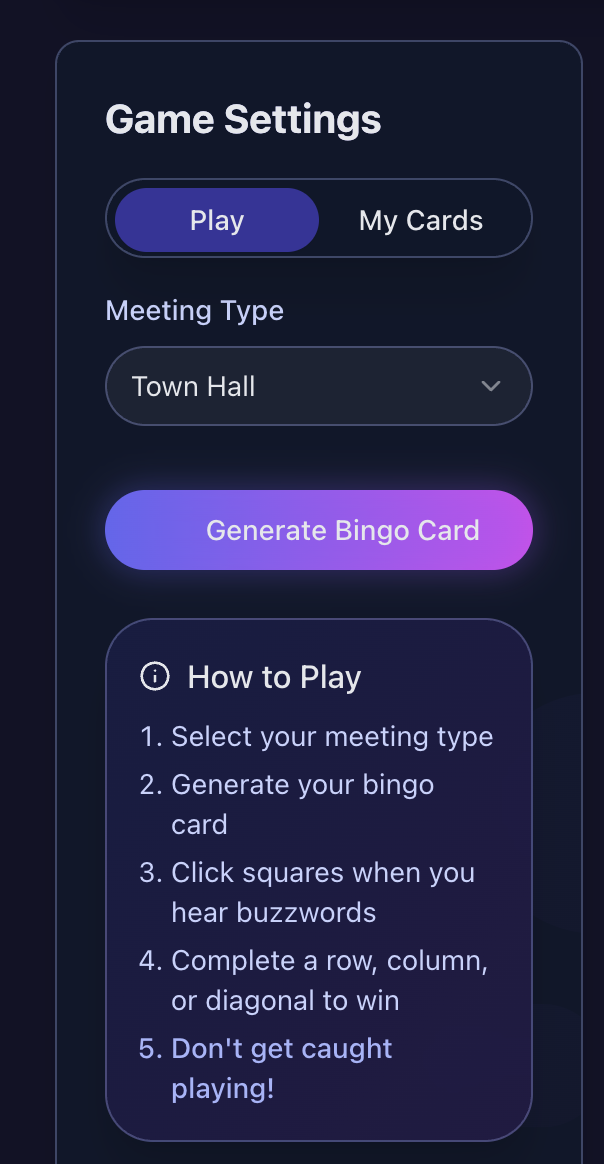 Game Settings
Play
My Cards
Meeting Type
Town Hall
Generate Bingo Card
How to Play
1. Select your meeting type
2. Generate your bingo
card
3. Click squares when you
hear buzzwords
4. Complete a row, column,
or diagonal to win
5. Don't get caught
playing!